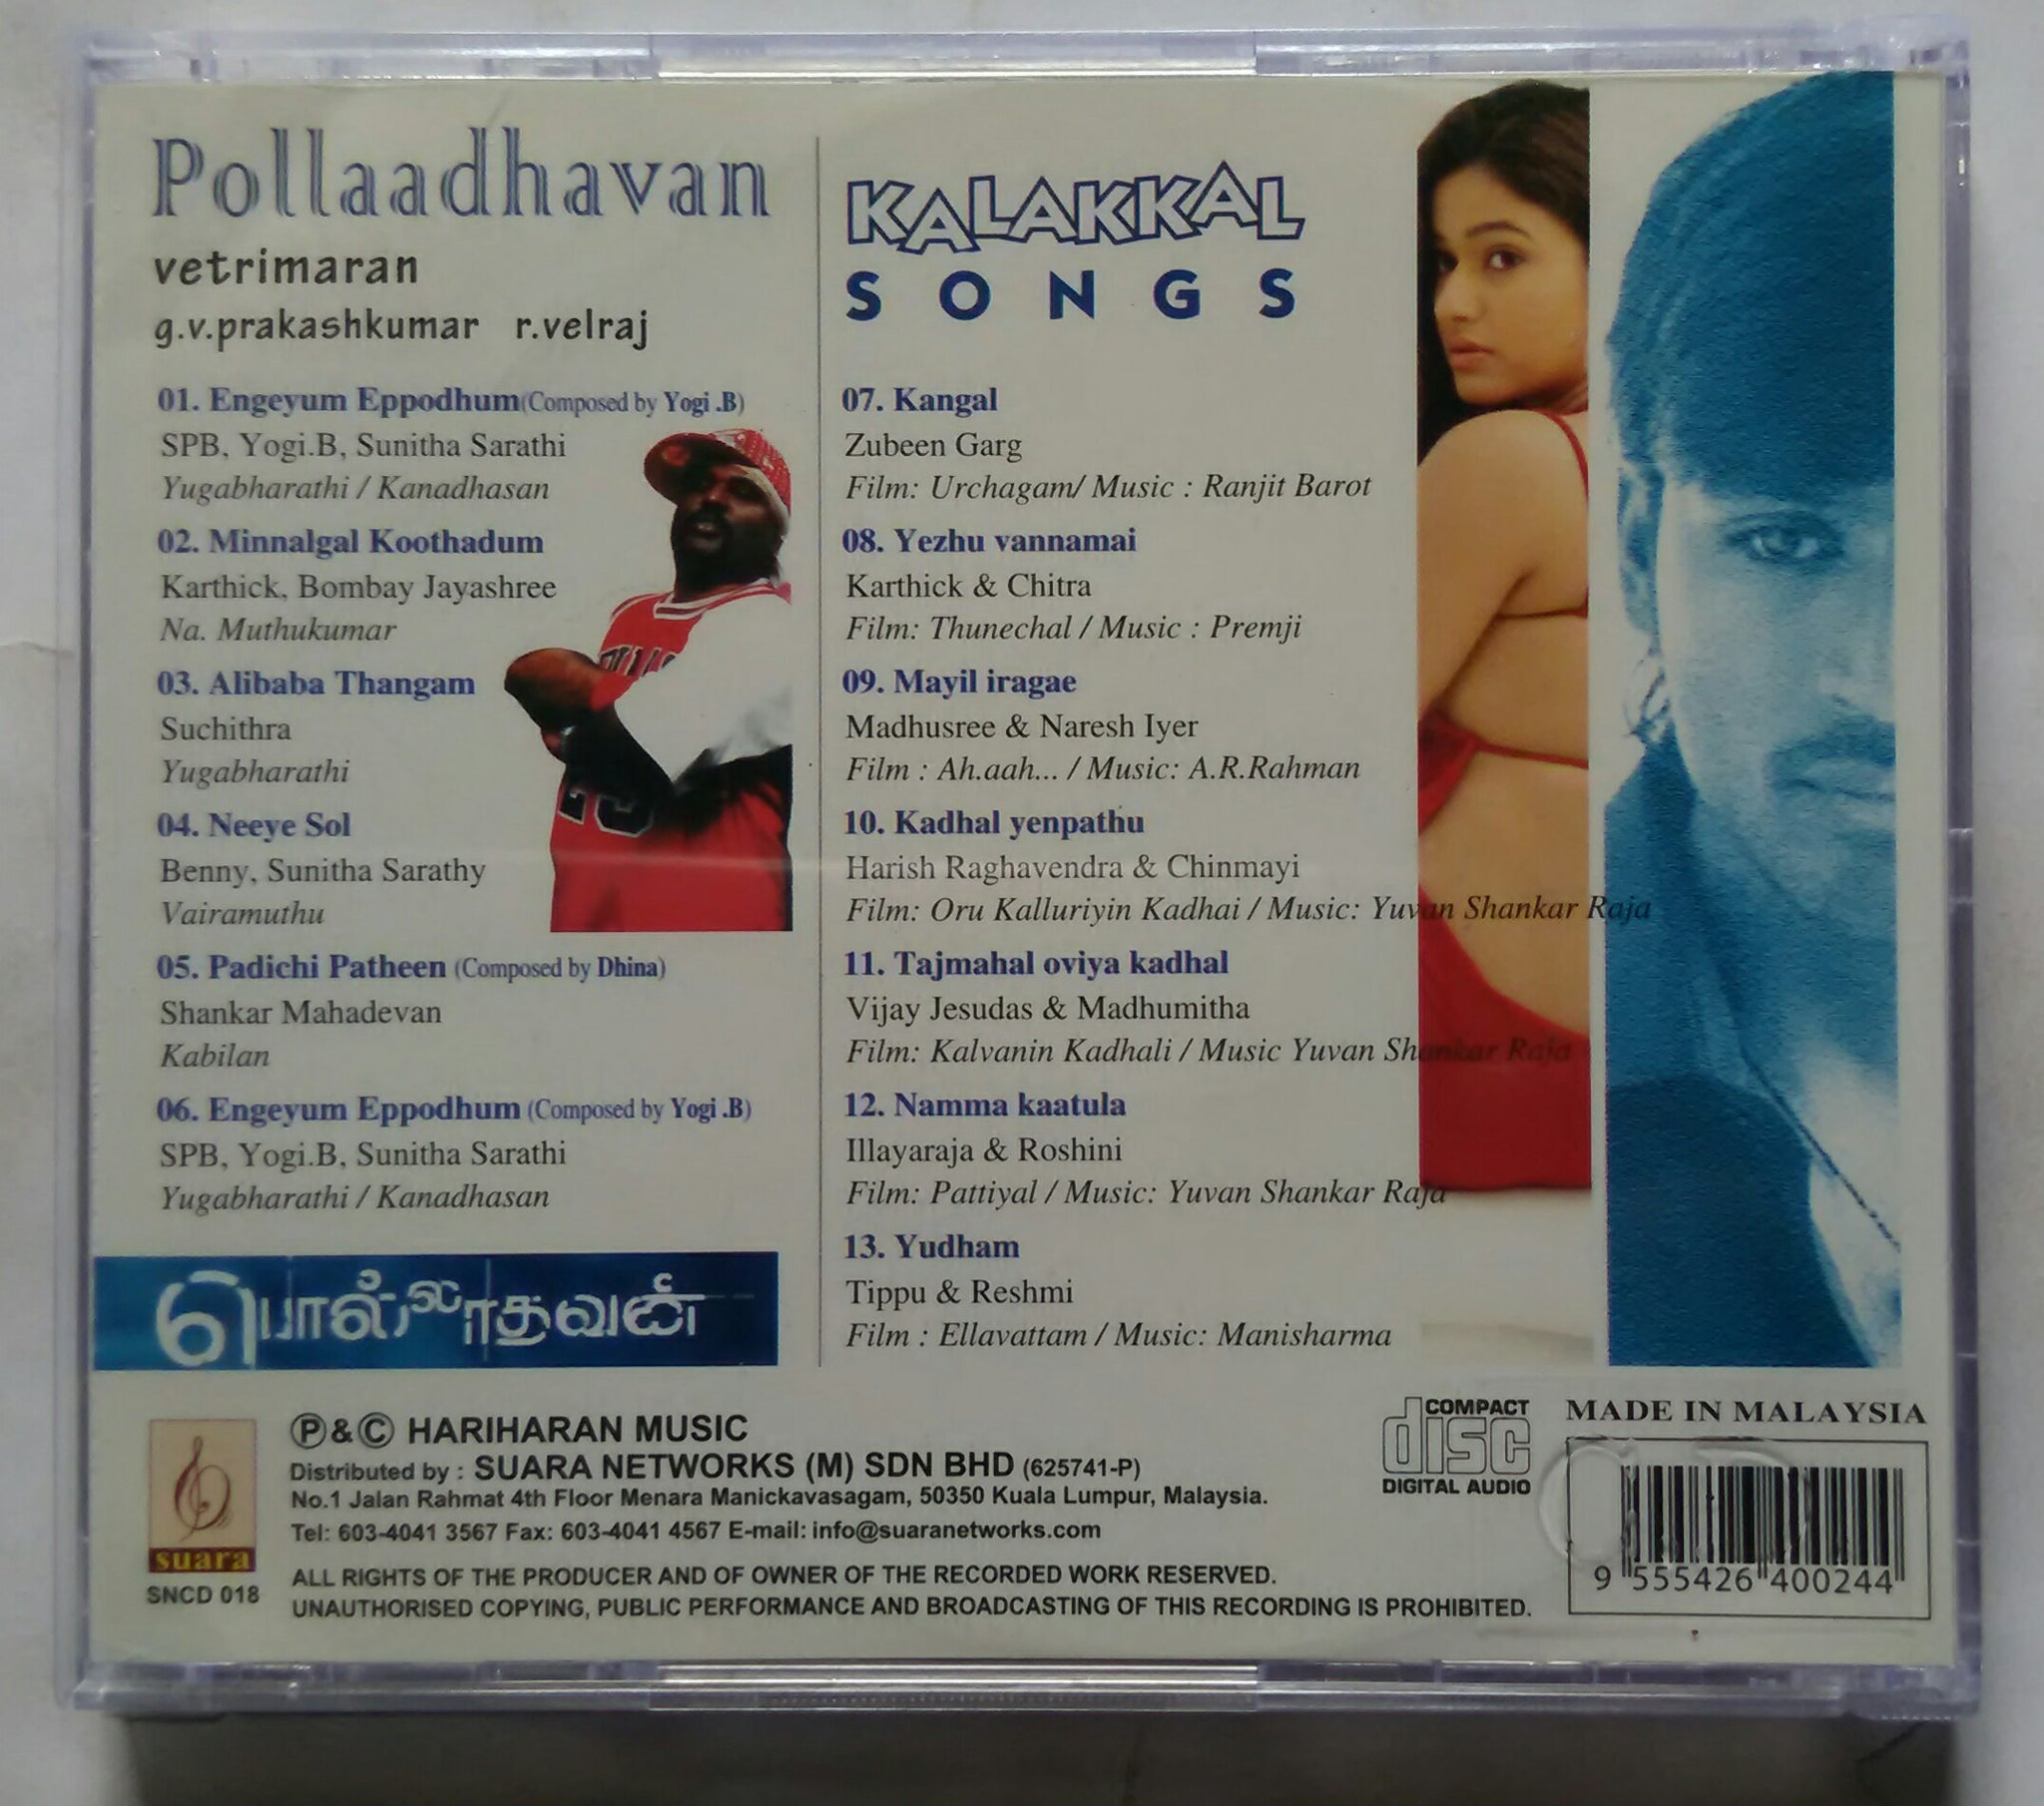 Pollaadhavan
vetrimaran
g.v.prakashkumar r.velraj
01. Engeyum Eppodhum(Composed by Yogi .B)
SPB, Yogi.B, Sunitha Sarathi
Yugabharathi / Kanadhasan
02. Minnalgal Koothadum
Karthick, Bombay Jayashree
Na. Muthukumar
03. Alibaba Thangam
Suchithra
Yugabharathi
04. Neeye Sol
Benny, Sunitha Sarathy
Vairamuthu
05. Padichi Patheen (Composed by Dhina)
Shankar Mahadevan
Kabilan
06. Engeyum Eppodhum (Composed by Yogi .B)
SPB, Yogi.B, Sunitha Sarathi
Yugabharathi / Kanadhasan
பொல்லாதவன்
KALAKKAL
SONGS
07. Kangal
Zubeen Garg
Film: Urchagam/ Music : Ranjit Barot
08. Yezhu vannamai
Karthick & Chitra
Film: Thunechal / Music : Premji
09. Mayil iragae
Madhusree & Naresh Iyer
Film : Ah.aah... / Music: A.R.Rahman
10. Kadhal yenpathu
Harish Raghavendra & Chinmayi
Film: Oru Kalluriyin Kadhai / Music: Yuvan Shankar Raja
11. Tajmahal oviya kadhal
Vijay Jesudas & Madhumitha
Film: Kalvanin Kadhali / Music Yuvan Shankar Raja
12. Namma kaatula
Illayaraja & Roshini
Film: Pattiyal / Music: Yuvan Shankar Raja
13. Yudham
Tippu & Reshmi
Film : Ellavattam / Music: Manisharma
suara
SNCD 018
Ⓟ&Ⓒ HARIHARAN MUSIC
Distributed by : SUARA NETWORKS (M) SDN BHD (625741-P)
No.1 Jalan Rahmat 4th Floor Menara Manickavasagam, 50350 Kuala Lumpur, Malaysia.
Tel: 603-4041 3567 Fax: 603-4041 4567 E-mail: info@suaranetworks.com
ALL RIGHTS OF THE PRODUCER AND OF OWNER OF THE RECORDED WORK RESERVED.
UNAUTHORISED COPYING, PUBLIC PERFORMANCE AND BROADCASTING OF THIS RECORDING IS PROHIBITED.
COMPACT
disc
DIGITAL AUDIO
MADE IN MALAYSIA
9 555426 400244